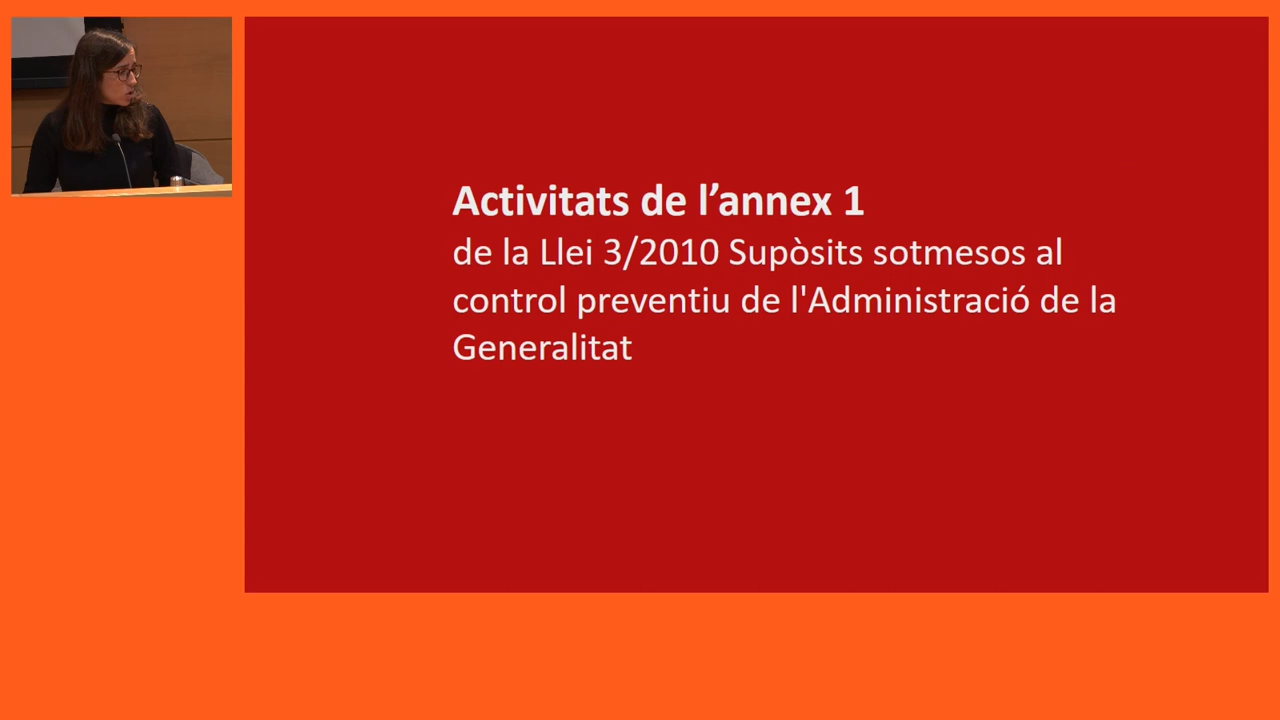 Activitats de l’annex 1
de la Llei 3/2010 Supòsits sotmesos al
control preventiu de l'Administració de la
Generalitat